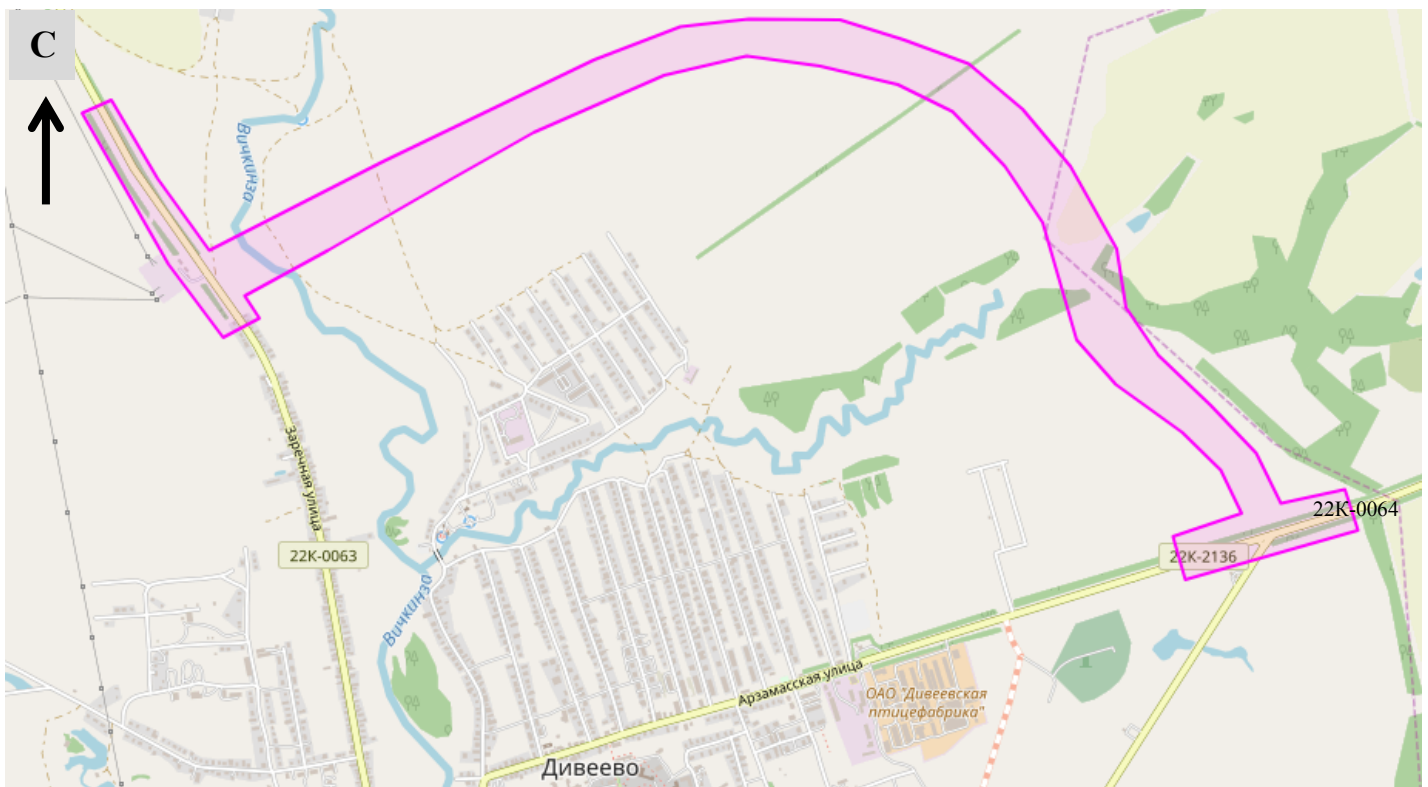 С
Вичкинза
Заречная улица
22К-0064
22К-0063
22К-2136
Вичкинза
Арзамасская улица
ОАО "Дивеевская
птицефабрика"
Дивеево